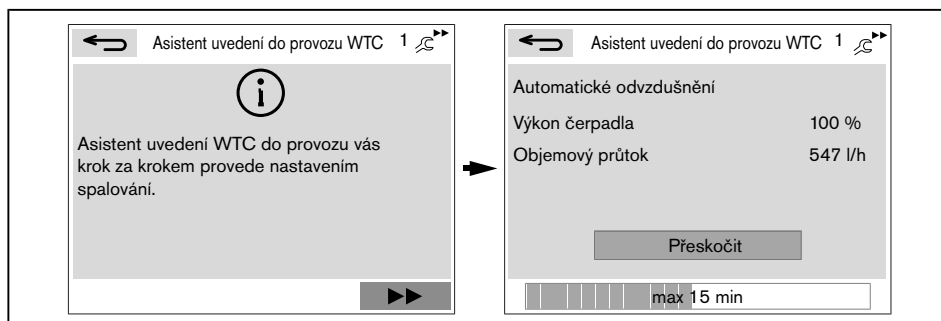 Asistent uvedení do provozu WTC 1
Asistent uvedení WTC do provozu vás
krok za krokem provede nastavením
spalování.
Asistent uvedení do provozu WTC 1
Automatické odvzdušnění
Výkon čerpadla 100 %
Objemový průtok 547 l/h
Přeskočit
max 15 min